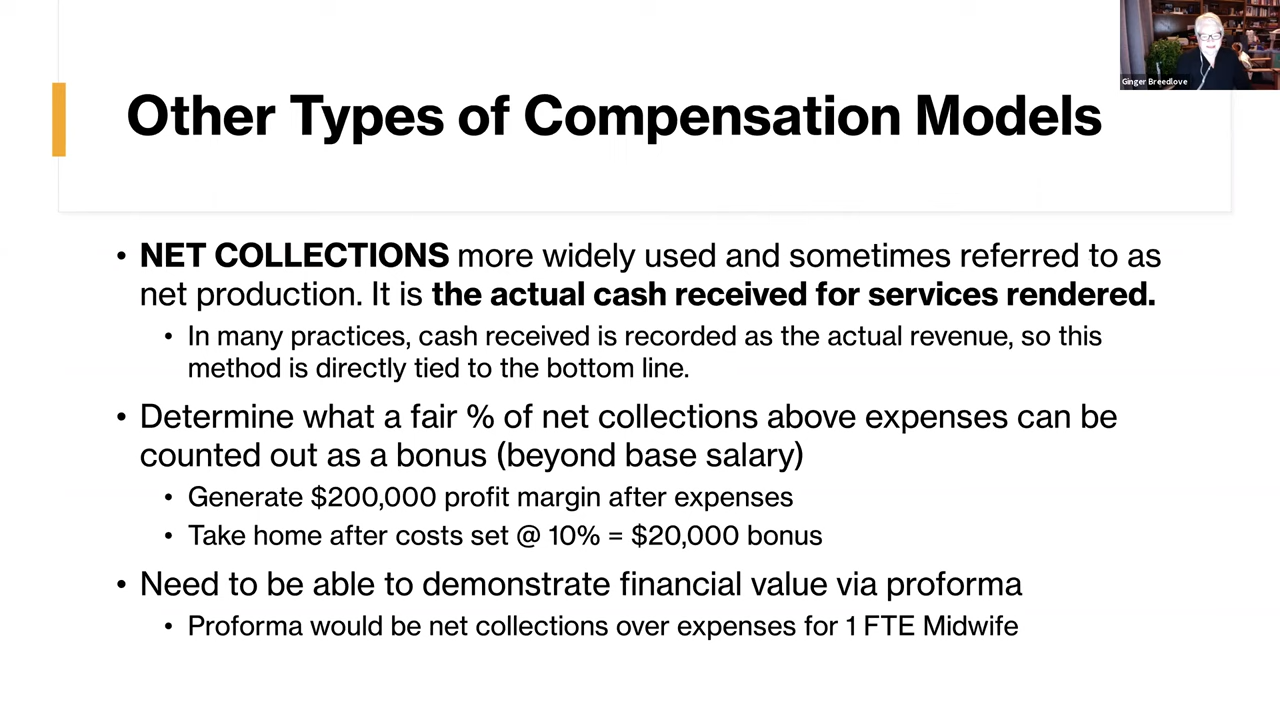 Ginger Breedlove
Other Types of Compensation Models
• NET COLLECTIONS more widely used and sometimes referred to as
net production. It is the actual cash received for services rendered.
• In many practices, cash received is recorded as the actual revenue, so this
method is directly tied to the bottom line.
• Determine what a fair % of net collections above expenses can be
counted out as a bonus (beyond base salary)
• Generate $200,000 profit margin after expenses
• Take home after costs set @ 10% = $20,000 bonus
• Need to be able to demonstrate financial value via proforma
• Proforma would be net collections over expenses for 1 FTE Midwife